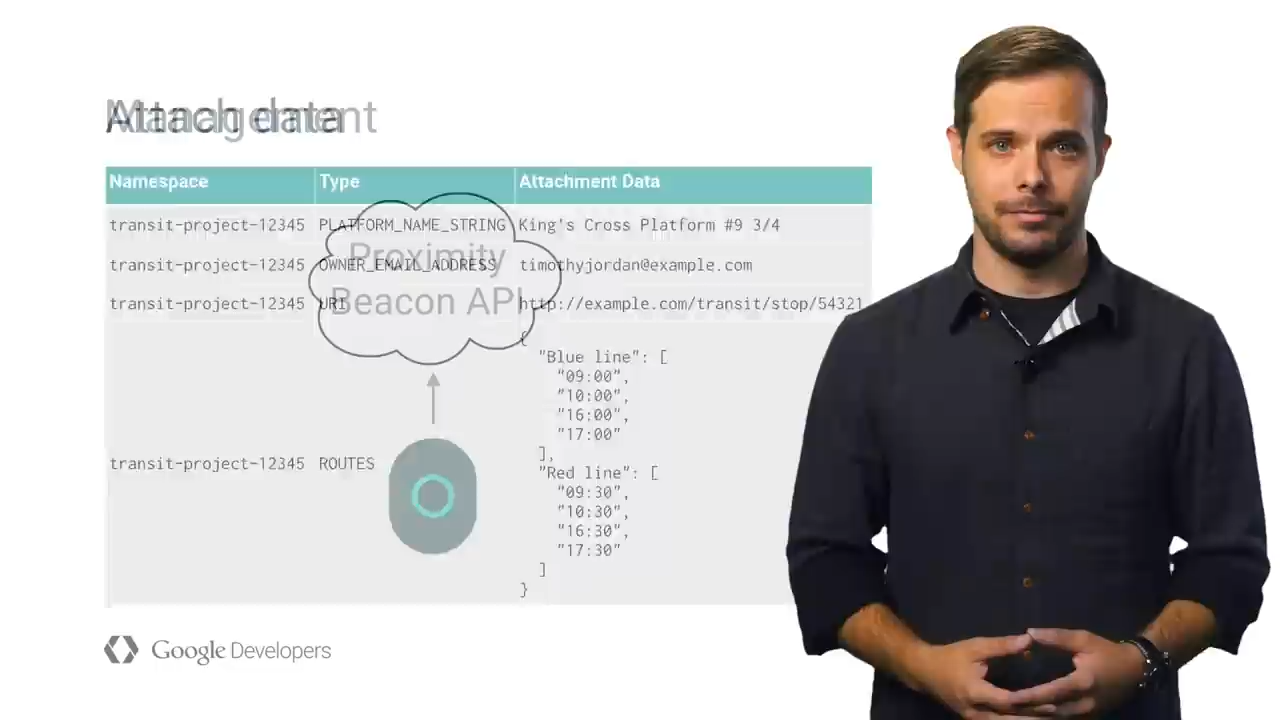 Attach data
Management
Namespace Type Attachment Data
transit-project-12345 PLATFORM_NAME_STRING King's Cross Platform #9 3/4
Proximity
transit-project-12345 OWNER_EMAIL_ADDRESS timothyjordan@example.com
Beacon API
transit-project-12345 URI http://example.com/transit/stop/54321
{
"Blue line": [
"09:00",
"10:00",
"16:00",
"17:00"
],
transit-project-12345 ROUTES
"Red line": [
"09:30",
"10:30",
"16:30",
"17:30"
]
}
Google Developers